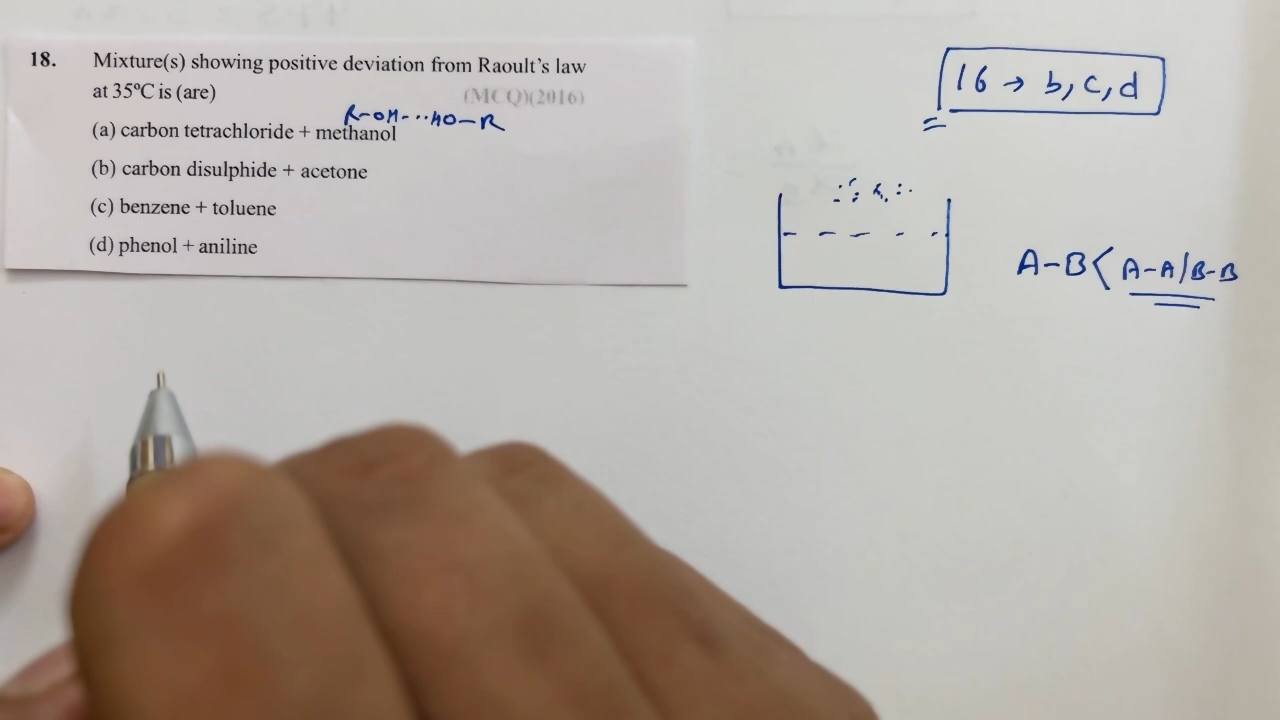 18. Mixture(s) showing positive deviation from Raoult's law
at 35ºC is (are) (MCQ)(2016)
R-OH---HO-R
(a) carbon tetrachloride + methanol
(b) carbon disulphide + acetone
(c) benzene + toluene
(d) phenol + aniline
16 → b, c, d
A-B < A-A/B-B